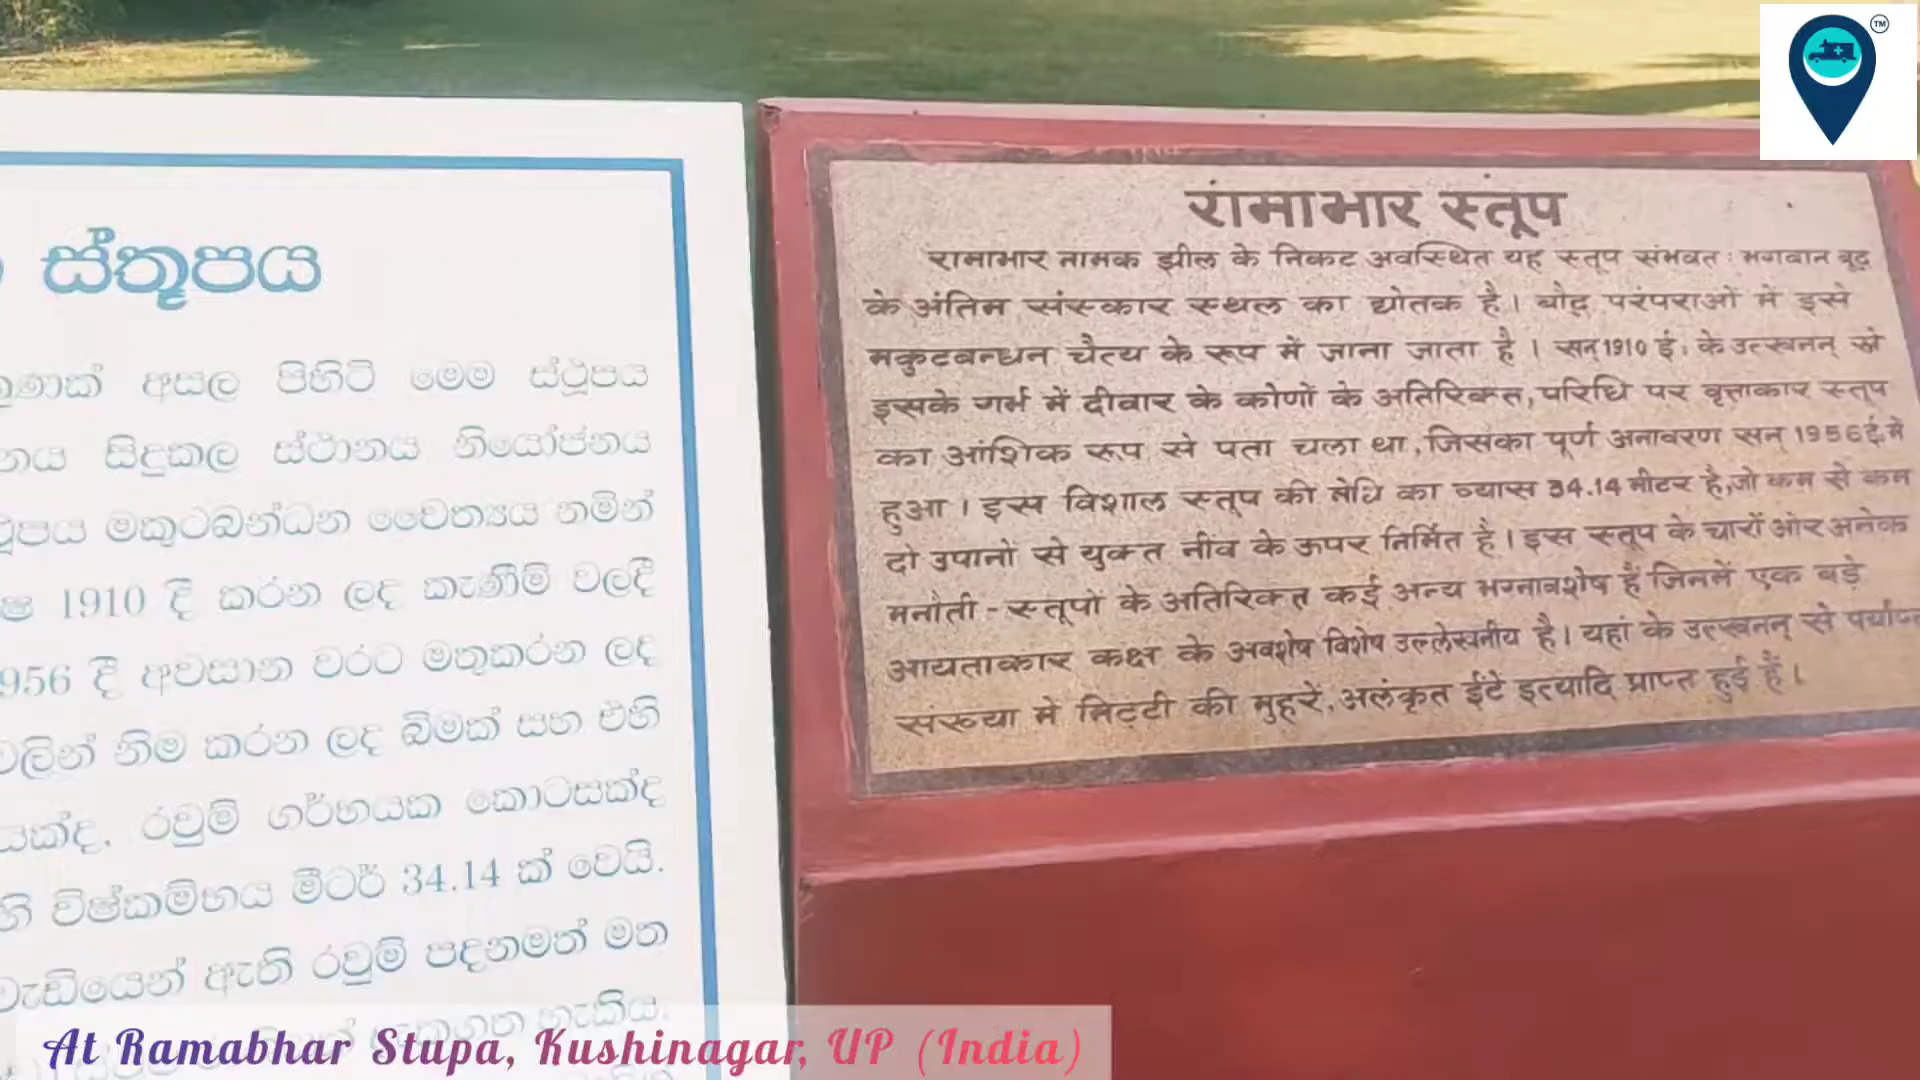 ස්තූපය
අසල පිහිටි මෙම ස්ථූපය
සිදුකල ස්ථානය නියෝජනය
මකුටබන්ධන චෛත්‍යය නමින්
1910 දී කරන ලද කැණීම් වලදී
1956 දී අවසාන වරට මතුකරන ලද
නිම කරන ලද බිමක් සහ එහි
රවුම් ගර්භයක කොටසක්ද
විෂ්කම්භය මීටර් 34.14 ක් වෙයි.
ඇති රවුම් පදනමත් මත
රාමාභාර स्तूप
रामाभार नामक झील के निकट अवस्थित यह स्तूप संभवत: भगवान बुद्ध
के अंतिम संस्कार स्थल का द्योतक है। बौद्ध परंपराओं में इसे
मकुटबन्धन चैत्य के रूप में जाना जाता है। सन् 1910 ई. के उत्खनन् से
इसके गर्भ में दीवार के कोणों के अतिरिक्त, परिधि पर वृत्ताकार स्तूप
का आंशिक रूप से पता चला था, जिसका पूर्ण अनावरण सन् 1956 ई. में
हुआ। इस विशाल स्तूप की मेधि का व्यास 34.14 मीटर है, जो कम से कम
दो उपानों से युक्त नींव के ऊपर निर्मित है। इस स्तूप के चारों ओर अनेक
मनौती-स्तूपों के अतिरिक्त कई अन्य भग्नावशेष हैं जिनमें एक बड़े
आयताकार कक्ष के अवशेष विशेष उल्लेखनीय है। यहां के उत्खनन् से पर्याप्त
संख्या में मिट्टी की मुहरें, अलंकृत ईंटें इत्यादि प्राप्त हुई हैं।
At Ramabhar Stupa, Kushinagar, UP (India)
TM